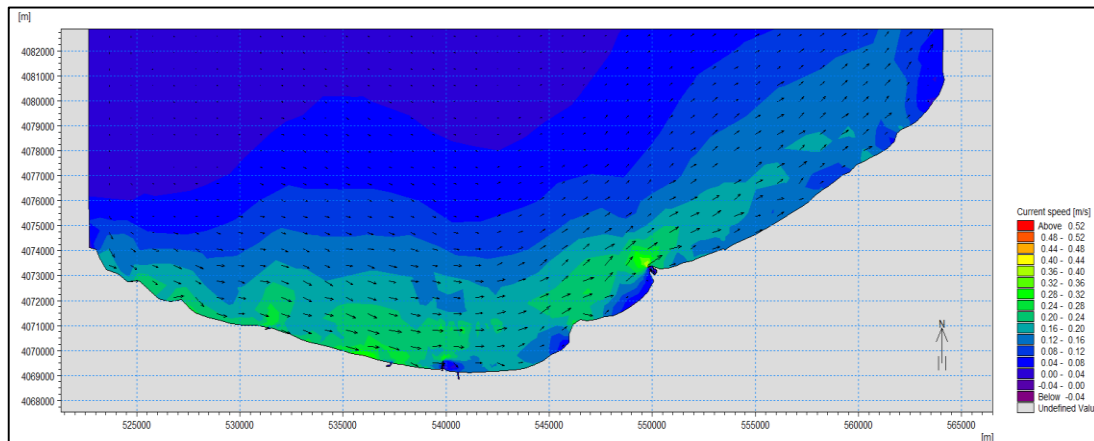 [m]
4082000
4081000
4080000
4079000
4078000
4077000
4076000
4075000
4074000
4073000
4072000
4071000
4070000
4069000
4068000
525000 530000 535000 540000 545000 550000 555000 560000 565000
[m]
N
Current speed [m/s]
Above 0.52
0.48 - 0.52
0.44 - 0.48
0.40 - 0.44
0.36 - 0.40
0.32 - 0.36
0.28 - 0.32
0.24 - 0.28
0.20 - 0.24
0.16 - 0.20
0.12 - 0.16
0.08 - 0.12
0.04 - 0.08
0.00 - 0.04
-0.04 - 0.00
Below -0.04
Undefined Valu